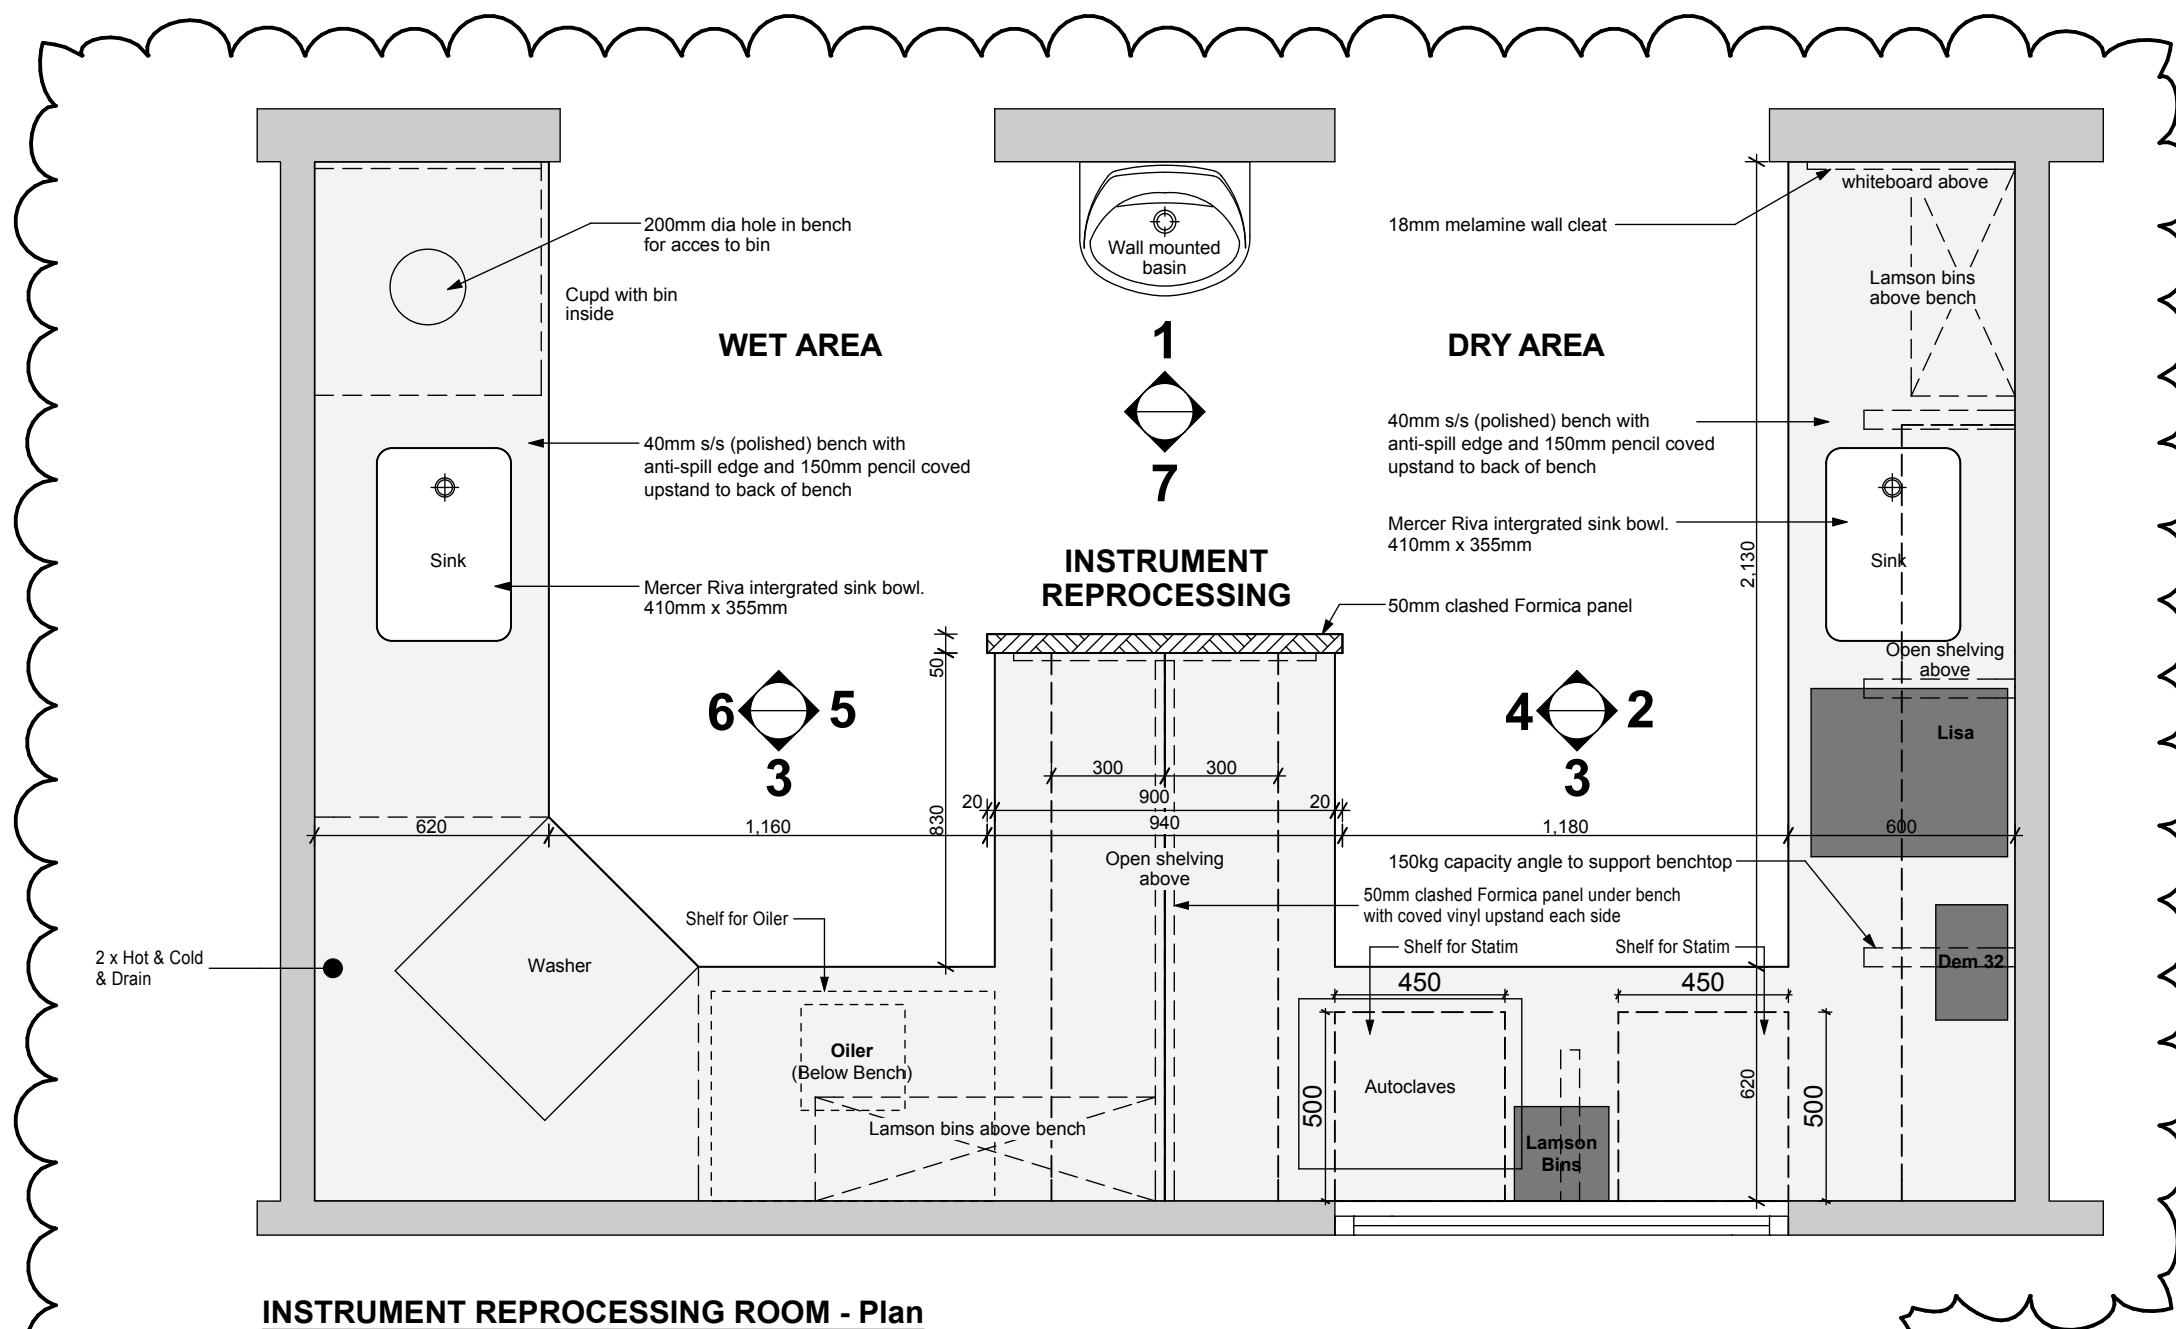 whiteboard above
200mm dia hole in bench
for acces to bin
18mm melamine wall cleat
Wall mounted
basin
Cupd with bin
inside
Lamson bins
above bench
WET AREA
1
DRY AREA
7
40mm s/s (polished) bench with
anti-spill edge and 150mm pencil coved
upstand to back of bench
40mm s/s (polished) bench with
anti-spill edge and 150mm pencil coved
upstand to back of bench
Mercer Riva intergrated sink bowl.
410mm x 355mm
Sink
Sink
INSTRUMENT
REPROCESSING
2,130
Mercer Riva intergrated sink bowl.
410mm x 355mm
50mm clashed Formica panel
50
Open shelving
above
6 5
3
4 2
3
Lisa
300 300
20 900 20
830
620 1,160 940 1,180 600
Open shelving
above
150kg capacity angle to support benchtop
50mm clashed Formica panel under bench
with coved vinyl upstand each side
Shelf for Oiler
Shelf for Statim Shelf for Statim
2 x Hot & Cold
& Drain
Washer
Dem 32
450 450
Oiler
(Below Bench)
500
Autoclaves
620
500
Lamson bins above bench
Lamson
Bins
INSTRUMENT REPROCESSING ROOM - Plan